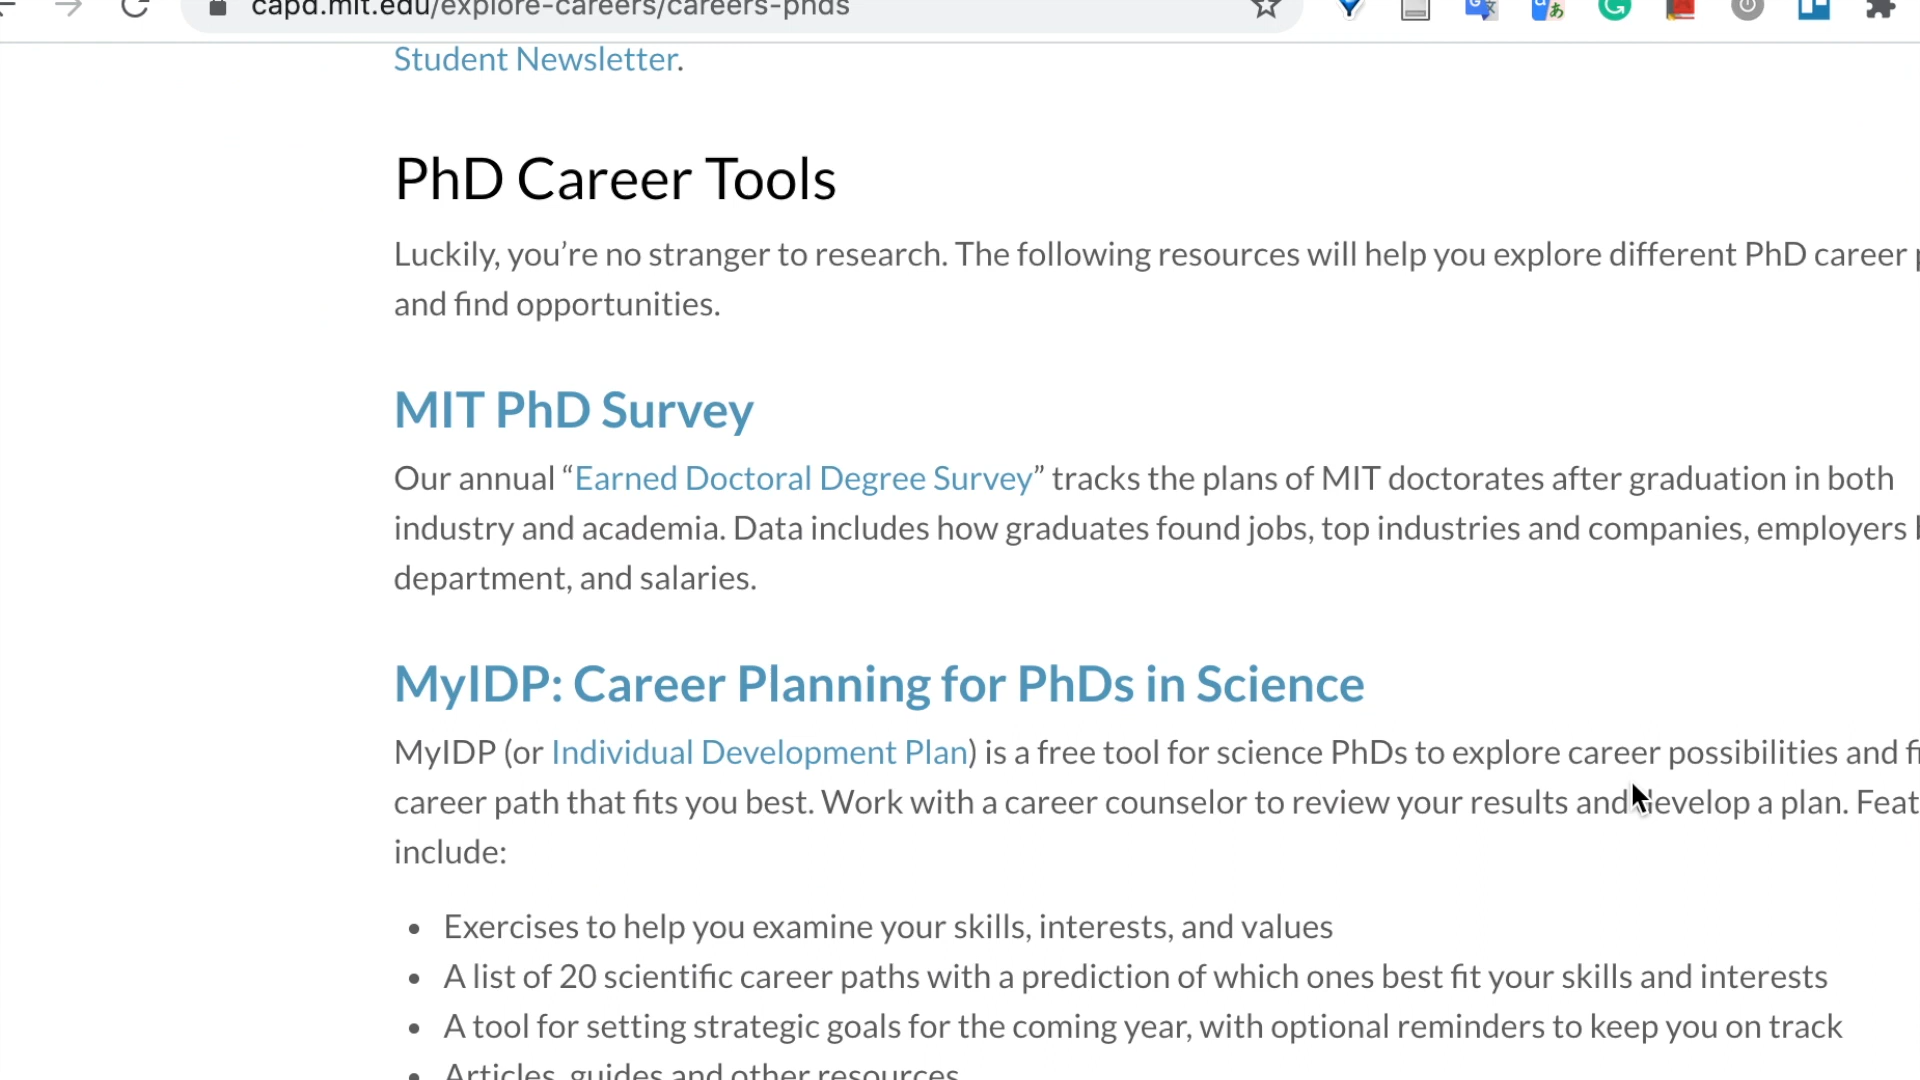 capd.mit.edu/explore-careers/careers-phds
Student Newsletter.
PhD Career Tools
Luckily, you’re no stranger to research. The following resources will help you explore different PhD career
and find opportunities.
MIT PhD Survey
Our annual “Earned Doctoral Degree Survey” tracks the plans of MIT doctorates after graduation in both
industry and academia. Data includes how graduates found jobs, top industries and companies, employers
department, and salaries.
MyIDP: Career Planning for PhDs in Science
MyIDP (or Individual Development Plan) is a free tool for science PhDs to explore career possibilities and
career path that fits you best. Work with a career counselor to review your results and develop a plan. Feat
include:
• Exercises to help you examine your skills, interests, and values
• A list of 20 scientific career paths with a prediction of which ones best fit your skills and interests
• A tool for setting strategic goals for the coming year, with optional reminders to keep you on track
• Articles, guides and other resources